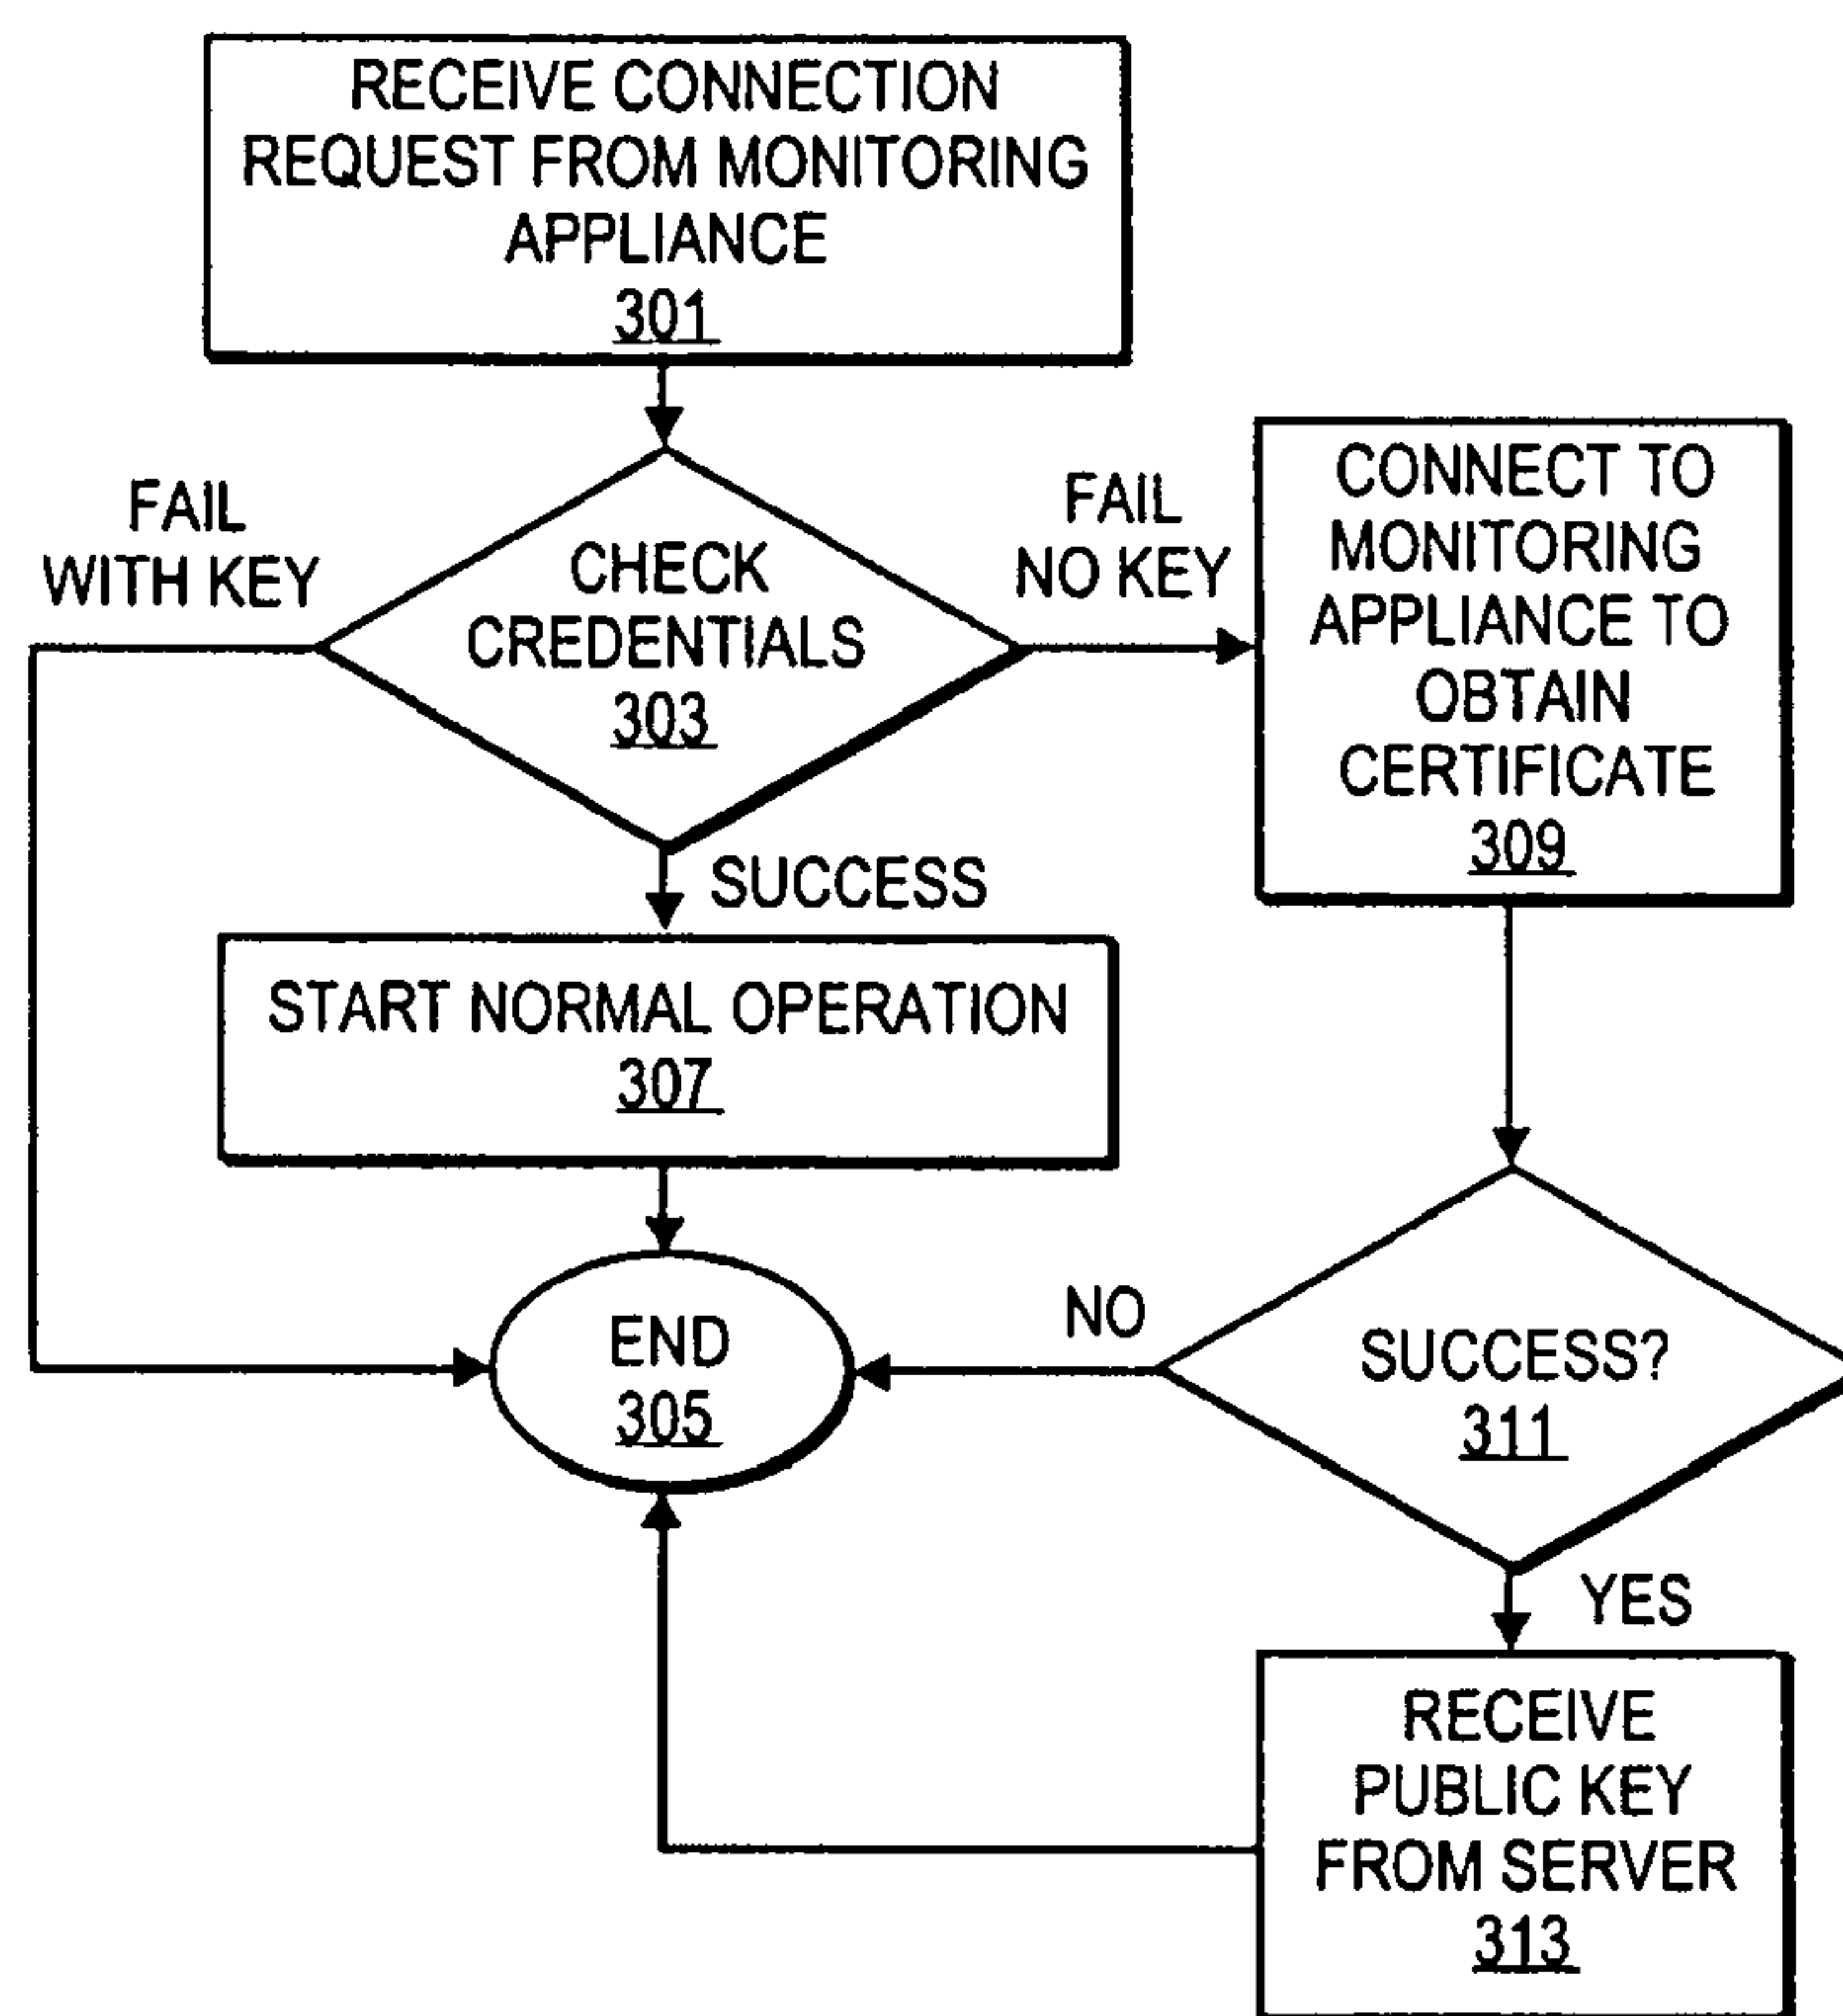 RECEIVE CONNECTION
REQUEST FROM MONITORING
APPLIANCE
301
FAIL
WITH KEY
CHECK
CREDENTIALS
303
FAIL
NO KEY
CONNECT TO
MONITORING
APPLIANCE TO
OBTAIN
CERTIFICATE
309
SUCCESS
START NORMAL OPERATION
307
END
305
NO
SUCCESS?
311
YES
RECEIVE
PUBLIC KEY
FROM SERVER
313